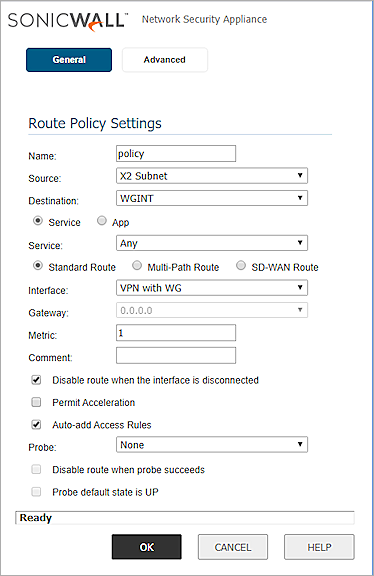 SONICWALL™ Network Security Appliance
General Advanced
Route Policy Settings
Name: policy
Source: X2 Subnet
Destination: WGINT
Service App
Service: Any
Standard Route Multi-Path Route SD-WAN Route
Interface: VPN with WG
Gateway: 0.0.0.0
Metric: 1
Comment:
Disable route when the interface is disconnected
Permit Acceleration
Auto-add Access Rules
Probe: None
Disable route when probe succeeds
Probe default state is UP
Ready
OK CANCEL HELP